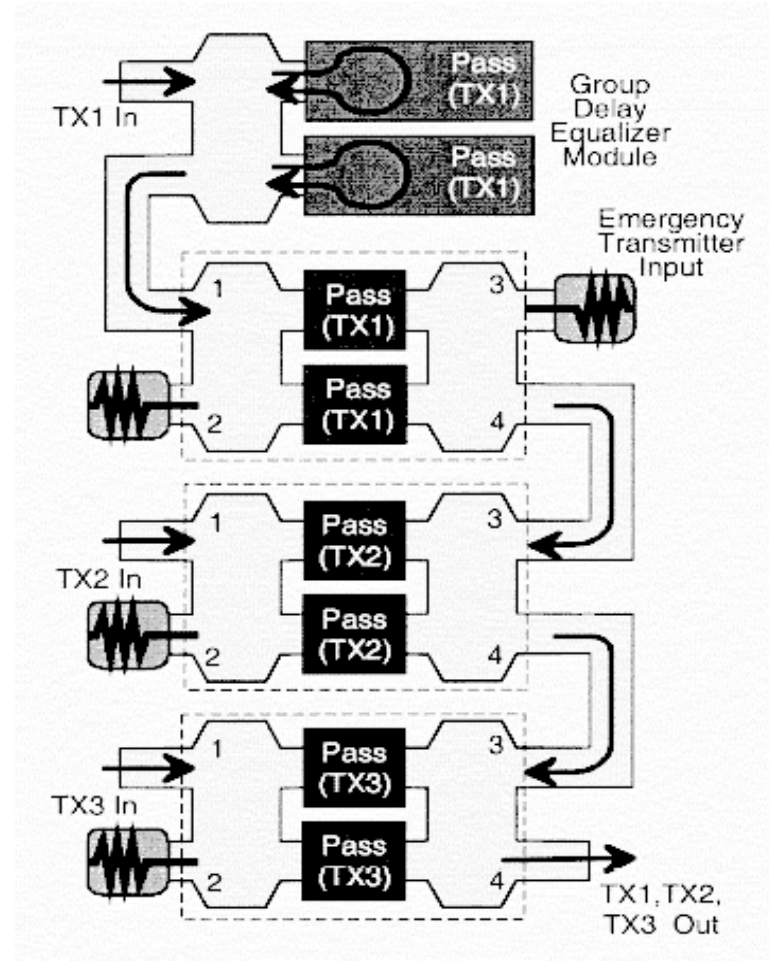 TX1 In
Pass
(TX1)
Pass
(TX1)
Group
Delay
Equalizer
Module
Emergency
Transmitter
Input
1
Pass
(TX1)
3
2
Pass
(TX1)
4
1
Pass
(TX2)
3
TX2 In
2
Pass
(TX2)
4
1
Pass
(TX3)
3
TX3 In
2
Pass
(TX3)
4
TX1,TX2,
TX3 Out